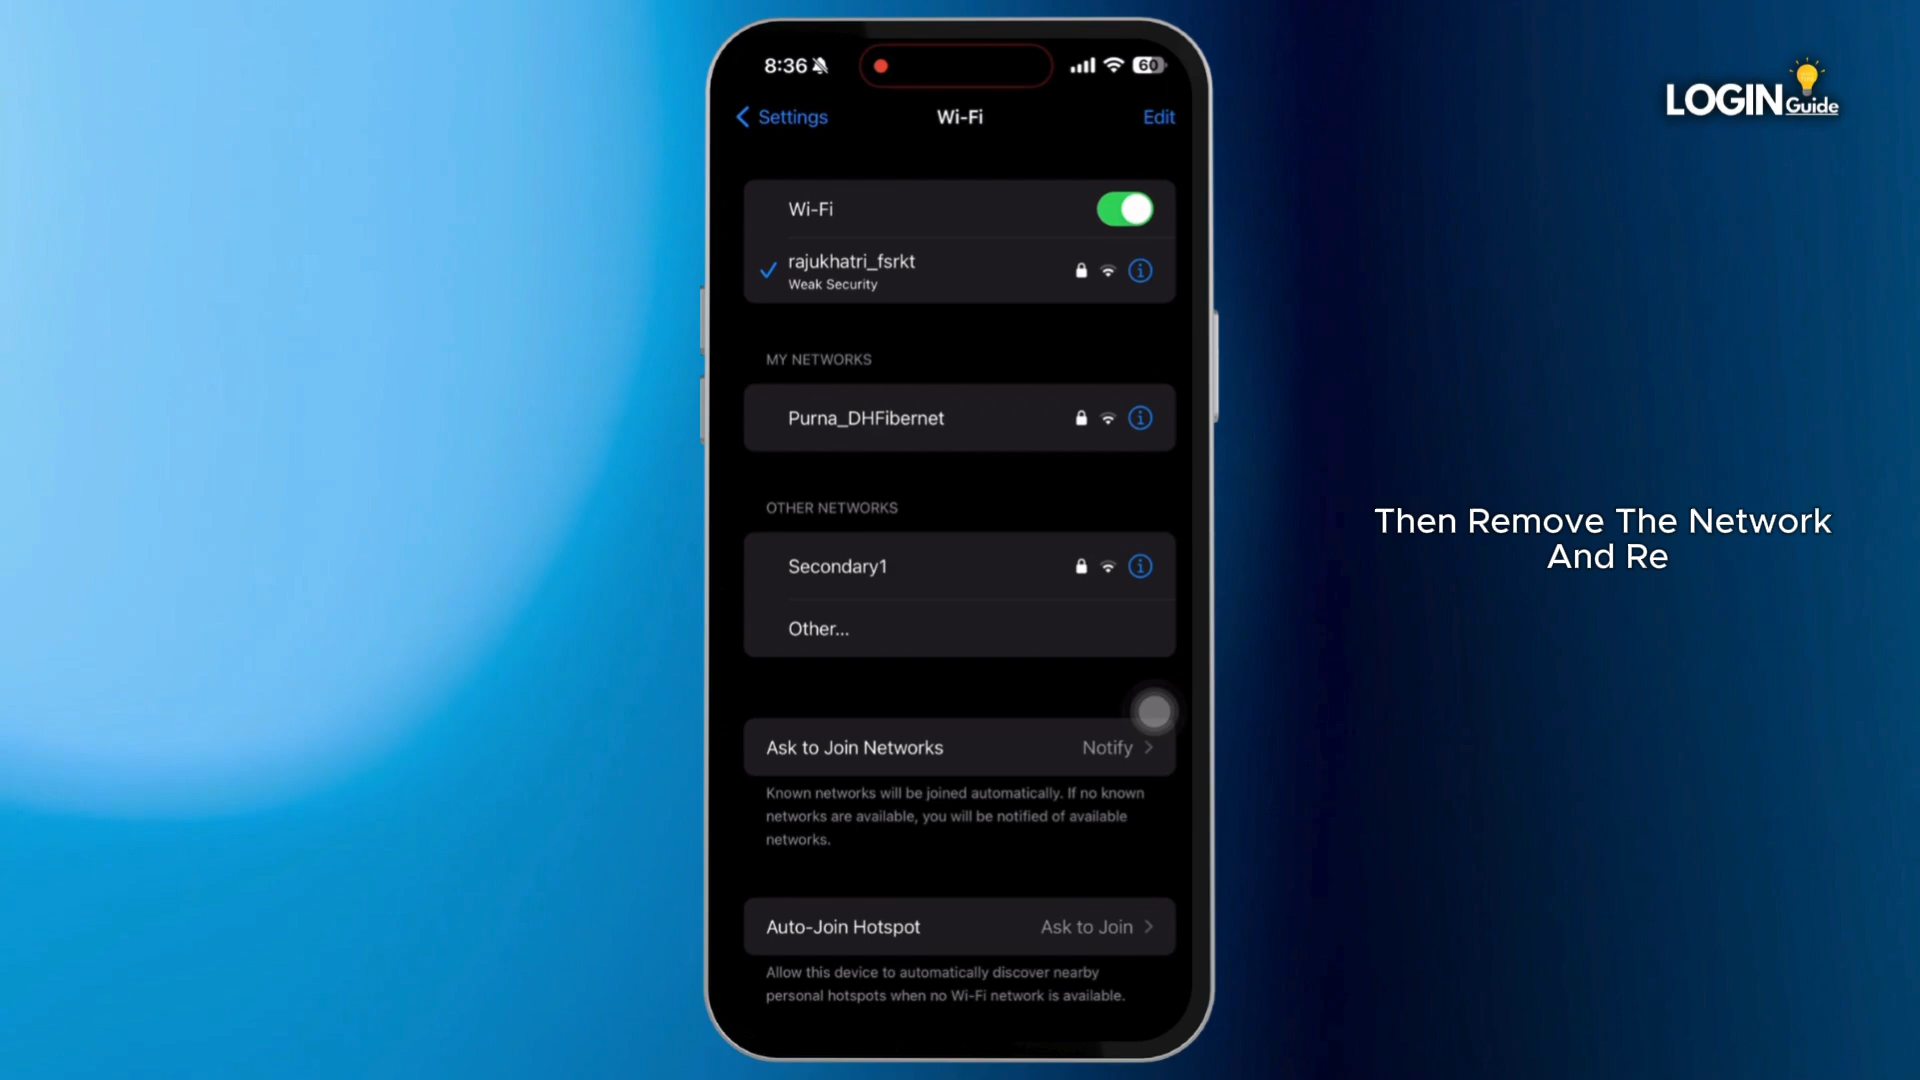 8:36
60
LOGIN Guide
Settings
Wi-Fi
Edit
Wi-Fi
rajukhatri_fsrkt
Weak Security
MY NETWORKS
Purna_DHFibernet
OTHER NETWORKS
Secondary1
Other...
Then Remove The Network
And Re
Ask to Join Networks
Notify
Known networks will be joined automatically. If no known
networks are available, you will be notified of available
networks.
Auto-Join Hotspot
Ask to Join
Allow this device to automatically discover nearby
personal hotspots when no Wi-Fi network is available.